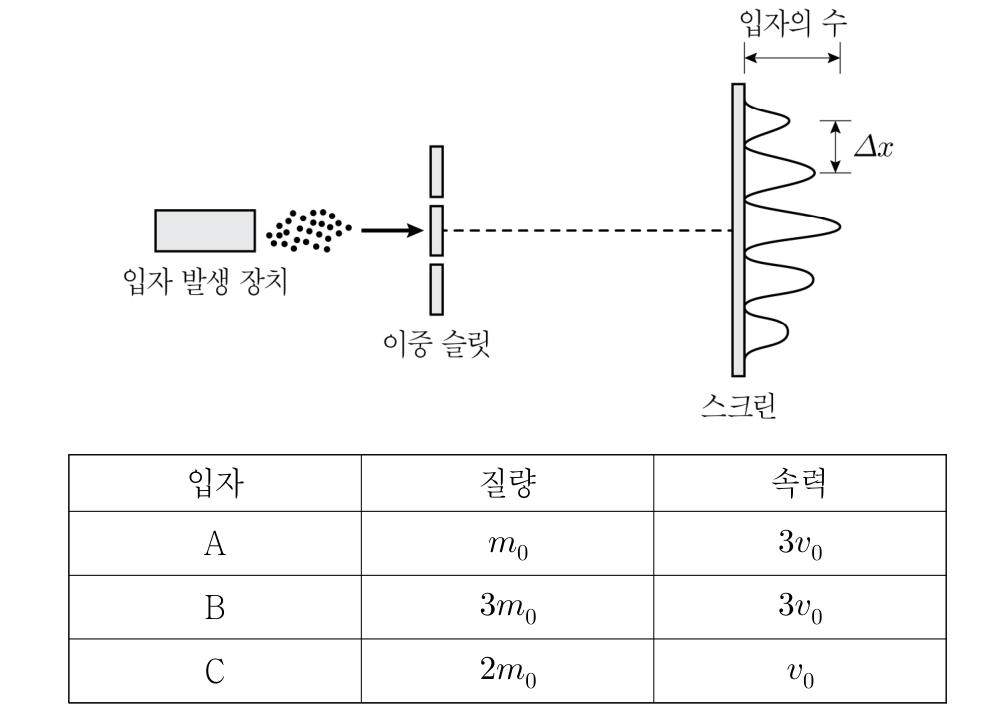 입자의 수
Δx
입자 발생 장치
이중 슬릿
스크린
입자 질량 속력
A m₀ 3v₀
B 3m₀ 3v₀
C 2m₀ v₀